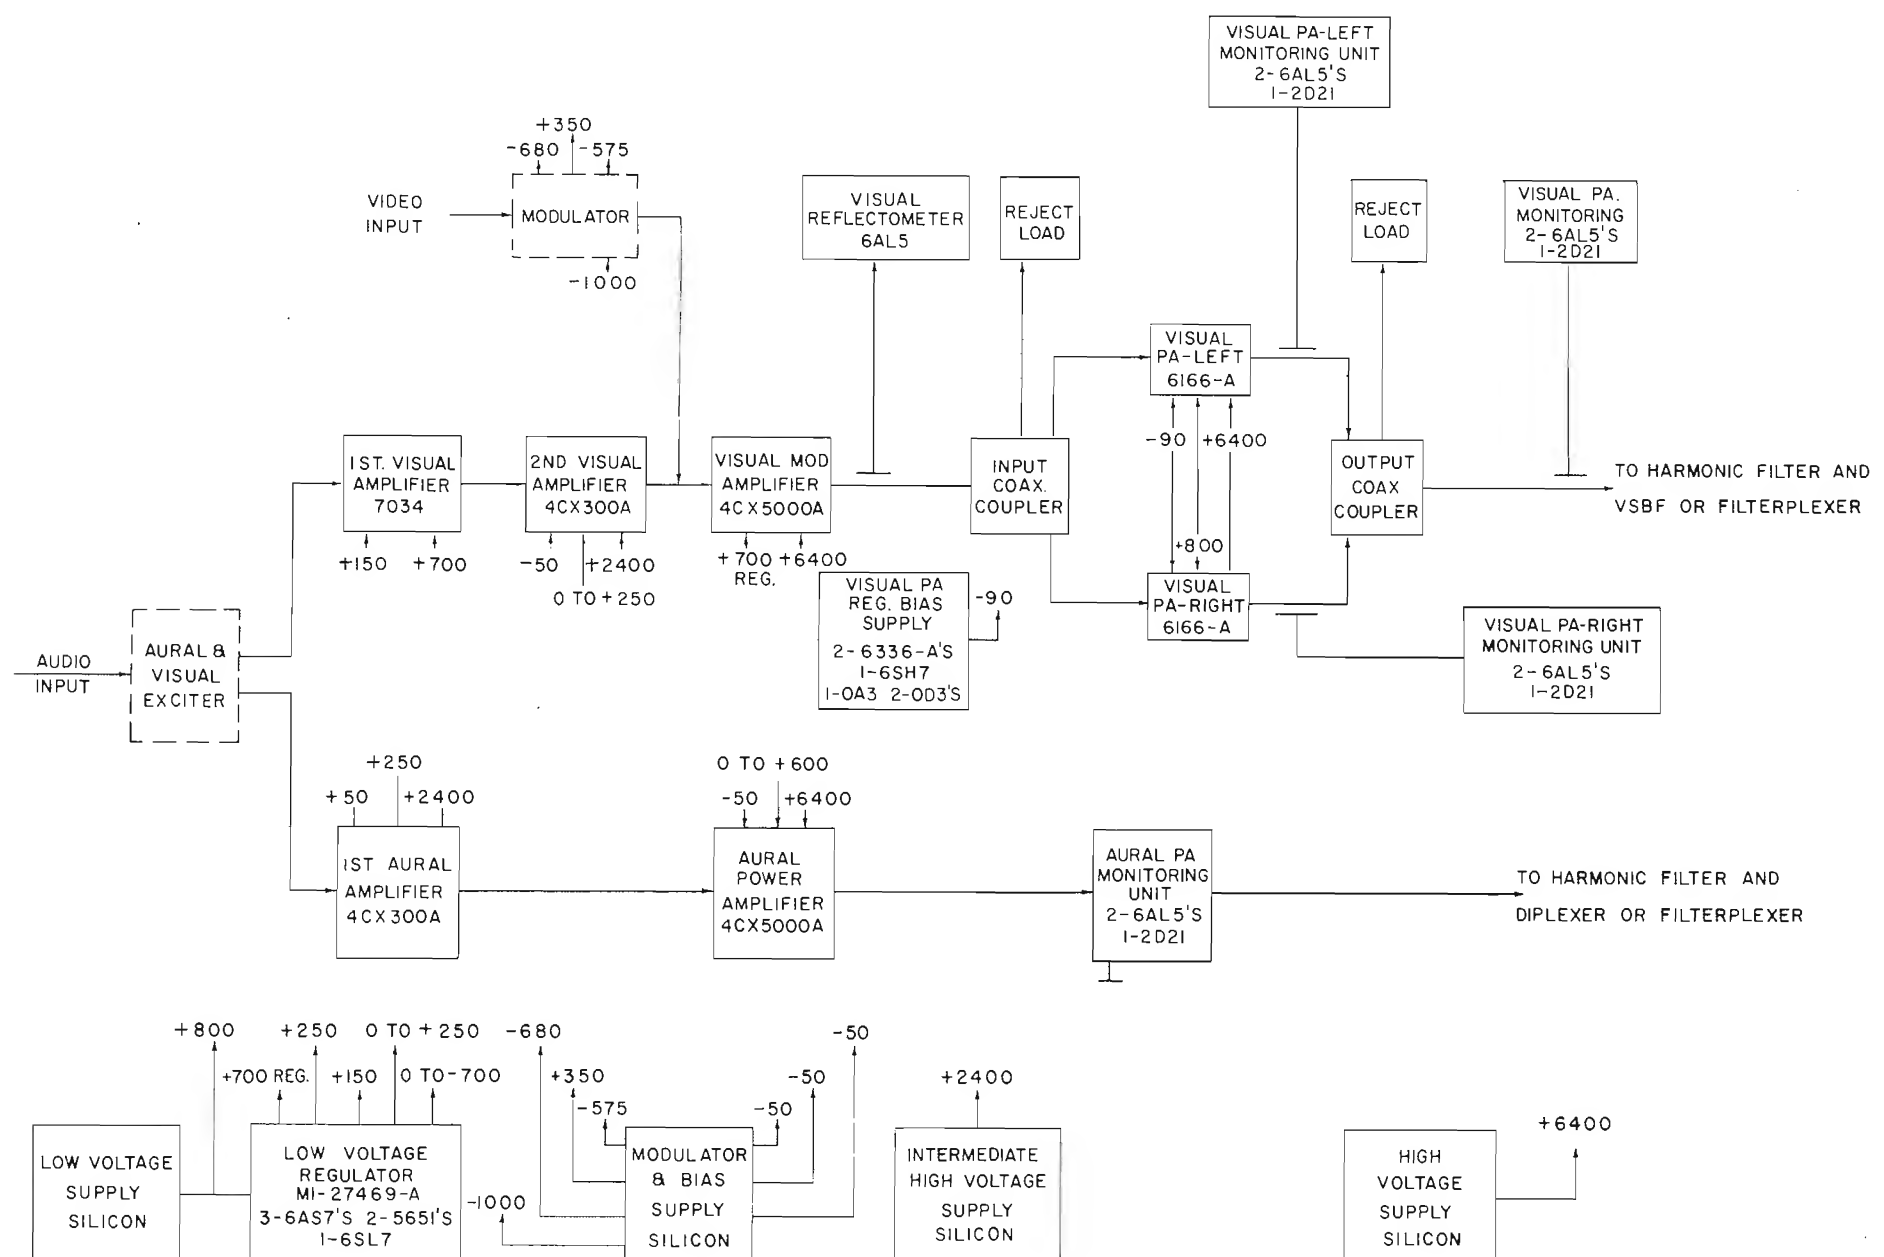 VISUAL PA-LEFT
MONITORING UNIT
2-6AL5'S
1-2D21
+350
-680
-575
VIDEO
INPUT
MODULATOR
-1000
VISUAL
REFLECTOMETER
6AL5
REJECT
LOAD
REJECT
LOAD
VISUAL PA.
MONITORING
2-6AL5'S
1-2D21
VISUAL
PA-LEFT
6166-A
-90
+6400
+800
1ST. VISUAL
AMPLIFIER
7034
+150
+700
2ND VISUAL
AMPLIFIER
4CX300A
-50
+2400
0 TO +250
VISUAL MOD
AMPLIFIER
4CX5000A
+700
REG.
+6400
INPUT
COAX.
COUPLER
OUTPUT
COAX
COUPLER
TO HARMONIC FILTER AND
VSBF OR FILTERPLEXER
VISUAL PA
REG. BIAS
SUPPLY
2-6336-A'S
1-6SH7
1-OA3 2-OD3'S
-90
VISUAL
PA-RIGHT
6166-A
VISUAL PA-RIGHT
MONITORING UNIT
2-6AL5'S
1-2D21
AUDIO
INPUT
AURAL &
VISUAL
EXCITER
+250
+50
+2400
1ST AURAL
AMPLIFIER
4CX300A
0 TO +600
-50
+6400
AURAL
POWER
AMPLIFIER
4CX5000A
AURAL PA
MONITORING
UNIT
2-6AL5'S
1-2D21
TO HARMONIC FILTER AND
DIPLEXER OR FILTERPLEXER
+800
+250
0 TO +250
+700 REG.
+150
0 TO-700
LOW VOLTAGE
SUPPLY
SILICON
LOW VOLTAGE
REGULATOR
MI-27469-A
3-6AS7'S 2-5651'S
1-6SL7
-680
+350
-575
-1000
-50
-50
-50
MODULATOR
& BIAS
SUPPLY
SILICON
+2400
INTERMEDIATE
HIGH VOLTAGE
SUPPLY
SILICON
+6400
HIGH
VOLTAGE
SUPPLY
SILICON